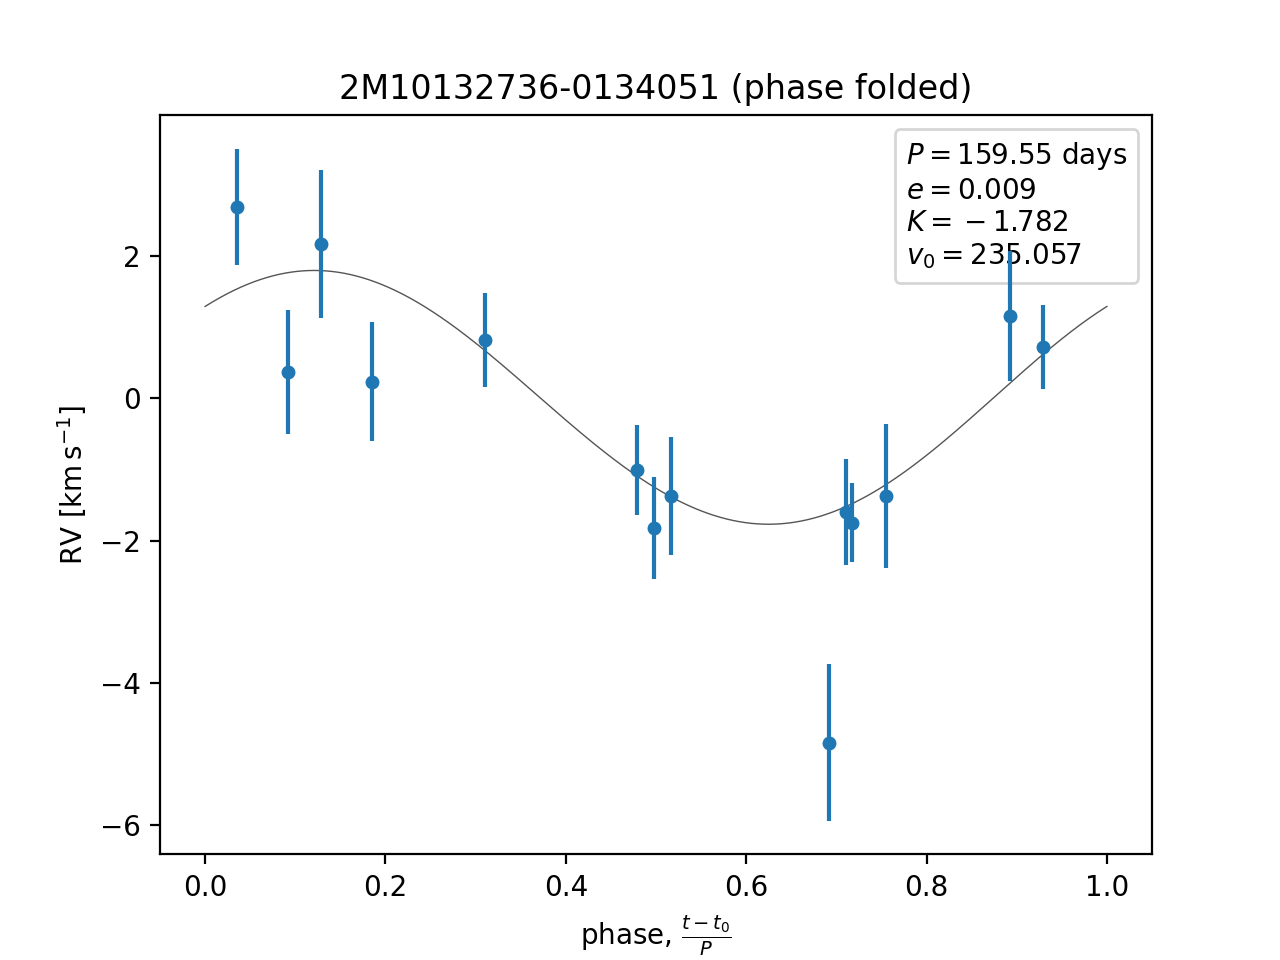 2M10132736-0134051 (phase folded)
P = 159.55 days
e = 0.009
K = −1.782
v₀ = 235.057
RV [km s⁻¹]
2
0
−2
−4
−6
0.0 0.2 0.4 0.6 0.8 1.0
phase, (t − t₀)/P